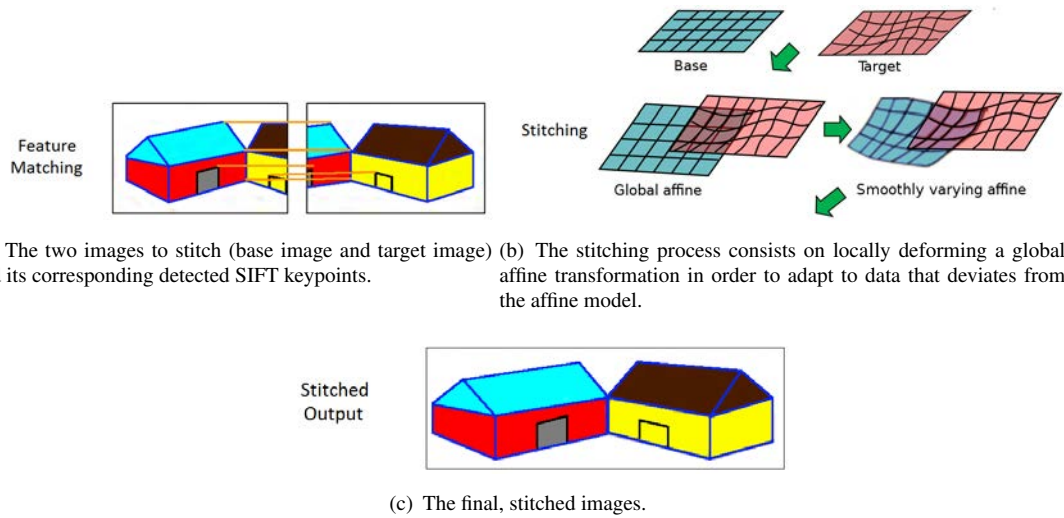 Feature
Matching
The two images to stitch (base image and target image)
its corresponding detected SIFT keypoints.
Base
Target
Stitching
Global affine
Smoothly varying affine
(b) The stitching process consists on locally deforming a global
affine transformation in order to adapt to data that deviates from
the affine model.
Stitched
Output
(c) The final, stitched images.